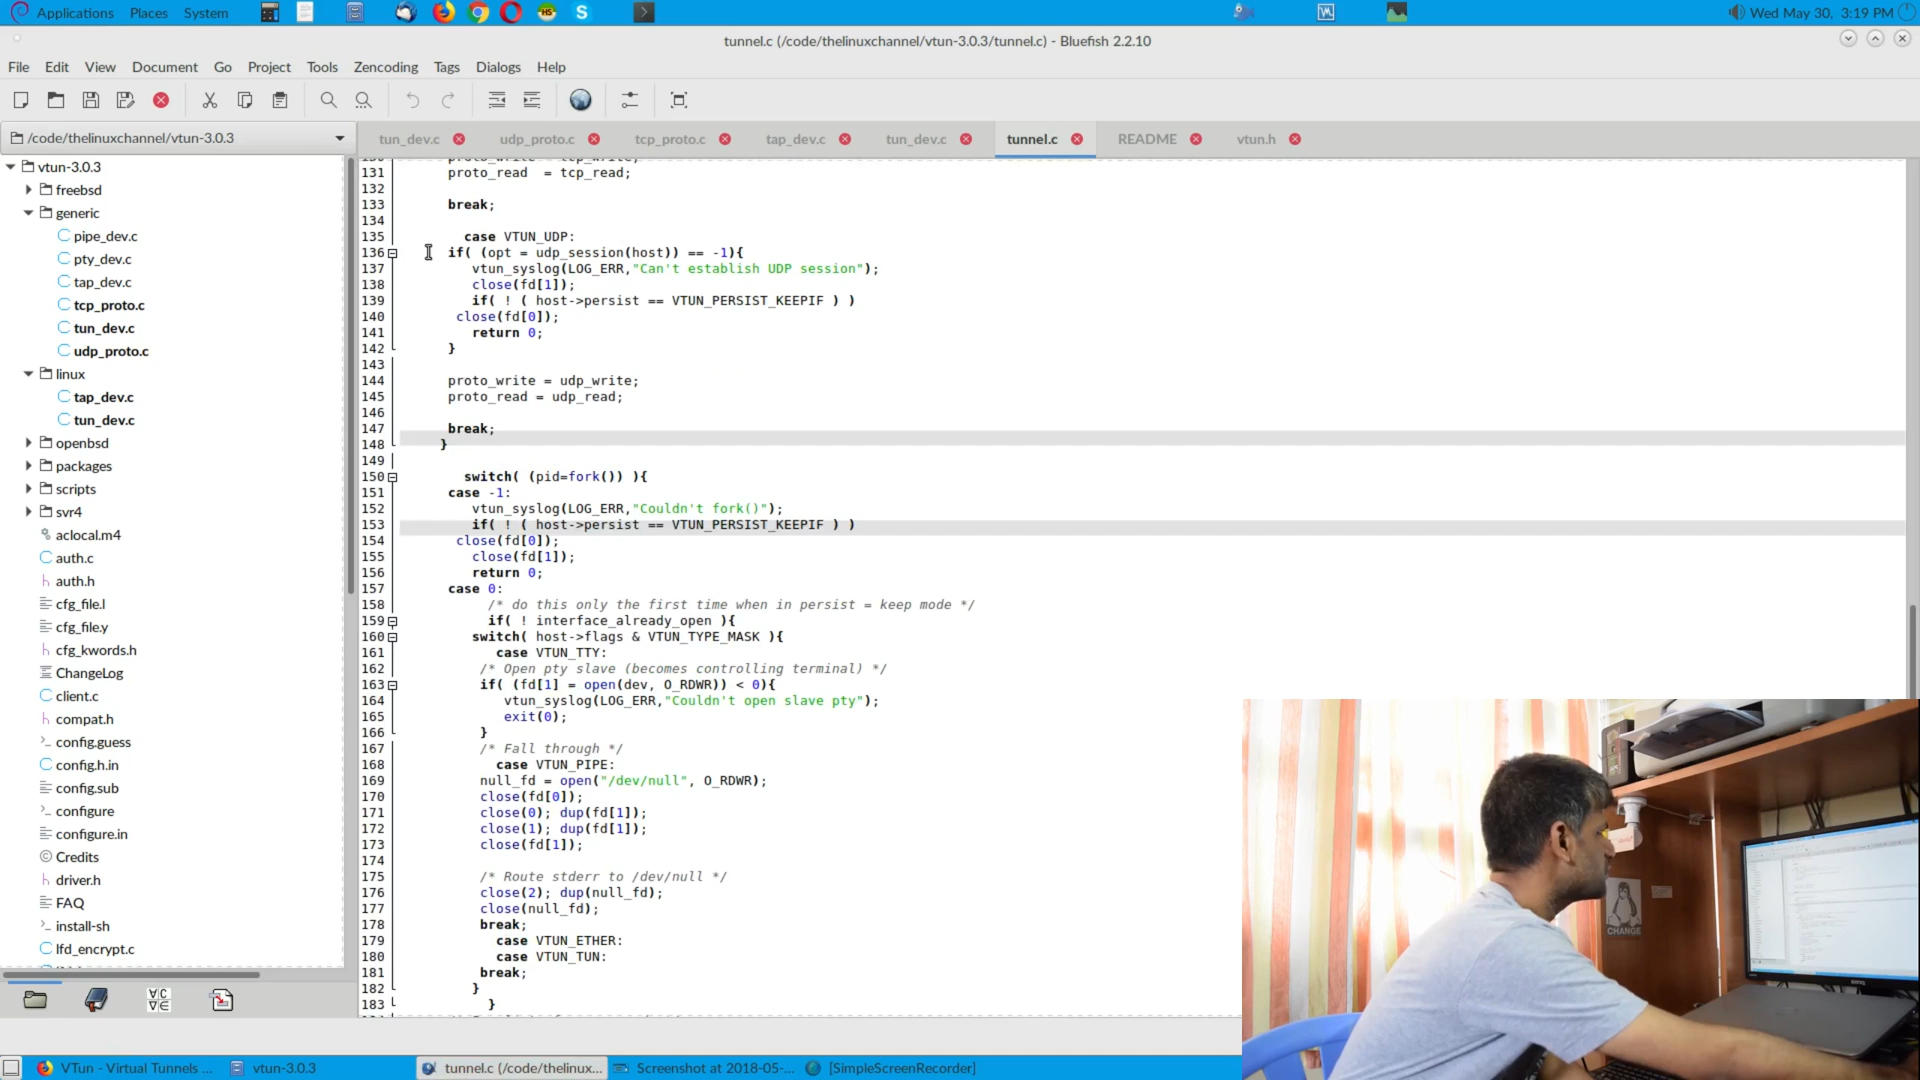 Applications Places System
Wed May 30, 3:19 PM
tunnel.c (/code/thelinuxchannel/vtun-3.0.3/tunnel.c) - Bluefish 2.2.10
File Edit View Document Go Project Tools Zencoding Tags Dialogs Help
/code/thelinuxchannel/vtun-3.0.3
tun_dev.c udp_proto.c tcp_proto.c tap_dev.c tun_dev.c tunnel.c README vtun.h
vtun-3.0.3
freebsd
generic
pipe_dev.c
pty_dev.c
tap_dev.c
tcp_proto.c
tun_dev.c
udp_proto.c
linux
tap_dev.c
tun_dev.c
openbsd
packages
scripts
svr4
aclocal.m4
auth.c
auth.h
cfg_file.l
cfg_file.y
cfg_kwords.h
ChangeLog
client.c
compat.h
config.guess
config.h.in
config.sub
configure
configure.in
Credits
driver.h
FAQ
install-sh
lfd_encrypt.c
130 proto_write = tcp_write;
131 proto_read  = tcp_read;
132
133 break;
134
135 case VTUN_UDP:
136 if( (opt = udp_session(host)) == -1){
137 vtun_syslog(LOG_ERR,"Can't establish UDP session");
138 close(fd[1]);
139 if( ! ( host->persist == VTUN_PERSIST_KEEPIF ) )
140 close(fd[0]);
141 return 0;
142 }
143
144 proto_write = udp_write;
145 proto_read = udp_read;
146
147 break;
148 }
149
150 switch( (pid=fork()) ){
151 case -1:
152 vtun_syslog(LOG_ERR,"Couldn't fork()");
153 if( ! ( host->persist == VTUN_PERSIST_KEEPIF ) )
154 close(fd[0]);
155 close(fd[1]);
156 return 0;
157 case 0:
158 /* do this only the first time when in persist = keep mode */
159 if( ! interface_already_open ){
160 switch( host->flags & VTUN_TYPE_MASK ){
161 case VTUN_TTY:
162 /* Open pty slave (becomes controlling terminal) */
163 if( (fd[1] = open(dev, O_RDWR)) < 0){
164 vtun_syslog(LOG_ERR,"Couldn't open slave pty");
165 exit(0);
166 }
167 /* Fall through */
168 case VTUN_PIPE:
169 null_fd = open("/dev/null", O_RDWR);
170 close(fd[0]);
171 close(0); dup(fd[1]);
172 close(1); dup(fd[1]);
173 close(fd[1]);
174
175 /* Route stderr to /dev/null */
176 close(2); dup(null_fd);
177 close(null_fd);
178 break;
179 case VTUN_ETHER:
180 case VTUN_TUN:
181 break;
182 }
183 }
CHANGE
VTun - Virtual Tunnels ... vtun-3.0.3 tunnel.c (/code/thelinux... Screenshot at 2018-05-... [SimpleScreenRecorder]